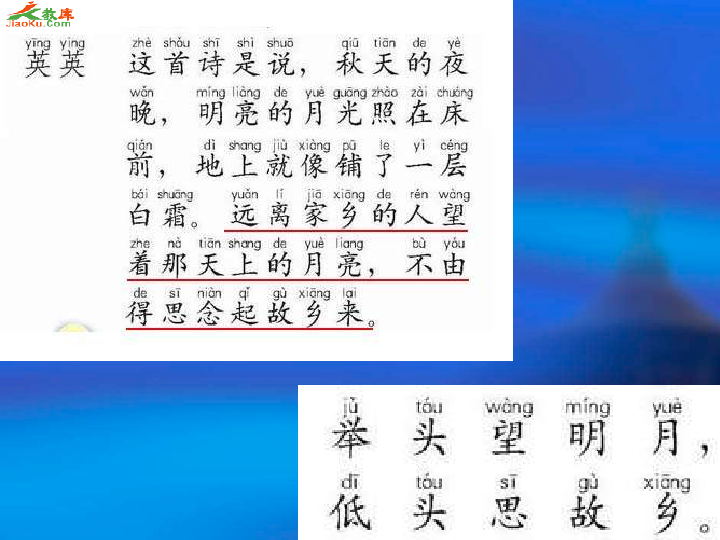 教库
JiaoKu.Com
yīng yīng zhè shǒu shī shì shuō qiū tiān de yè
英英 这首诗是说，秋天的夜
wǎn míng liàng de yuè guāng zhào zài chuáng
晚，明亮的月光照在床
qián dì shang jiù xiàng pū le yì céng
前，地上就像铺了一层
bái shuāng yuǎn lí jiā xiāng de rén wàng
白霜。远离家乡的人望
zhe nà tiān shang de yuè liang bù yóu
着那天上的月亮，不由
de sī niàn qǐ gù xiāng lai
得思念起故乡来。
jǔ tóu wàng míng yuè
举头望明月，
dī tóu sī gù xiāng
低头思故乡。